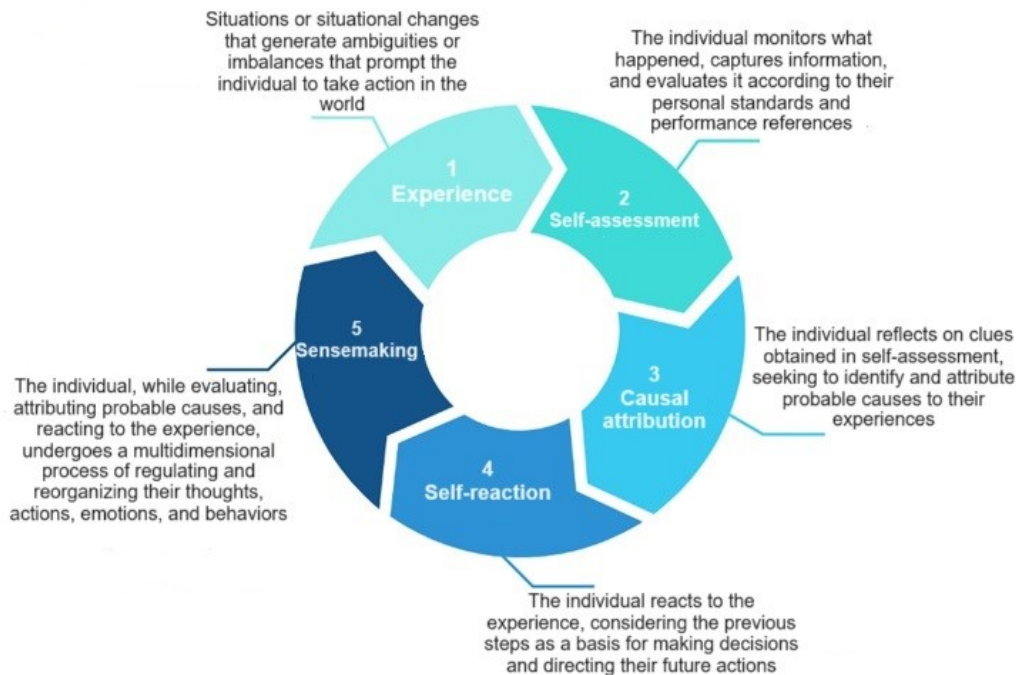 Situations or situational changes
that generate ambiguities or
imbalances that prompt the
individual to take action in the
world
1
Experience
The individual monitors what
happened, captures information,
and evaluates it according to their
personal standards and
performance references
2
Self-assessment
The individual reflects on clues
obtained in self-assessment,
seeking to identify and attribute
probable causes to their
experiences
3
Causal
attribution
4
Self-reaction
The individual reacts to the
experience, considering the previous
steps as a basis for making decisions
and directing their future actions
5
Sensemaking
The individual, while evaluating,
attributing probable causes, and
reacting to the experience,
undergoes a multidimensional
process of regulating and
reorganizing their thoughts,
actions, emotions, and behaviors